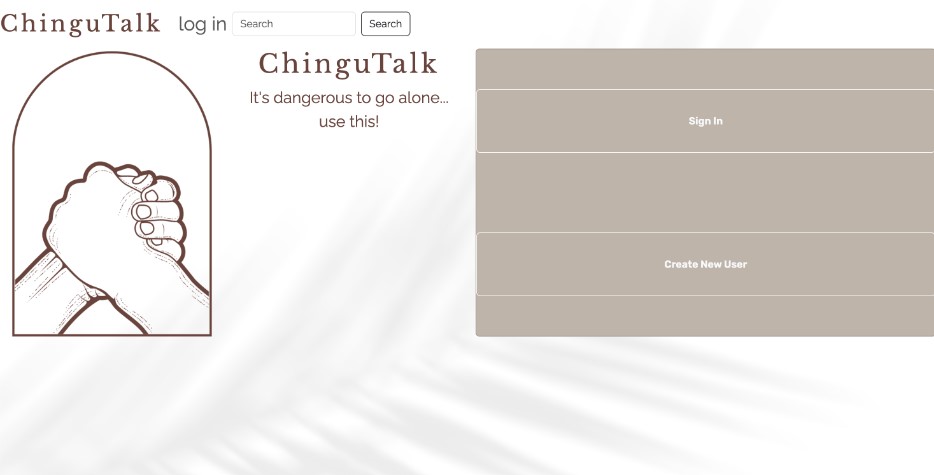 ChinguTalk log in Search Search
ChinguTalk
It's dangerous to go alone...
use this!
Sign In
Create New User